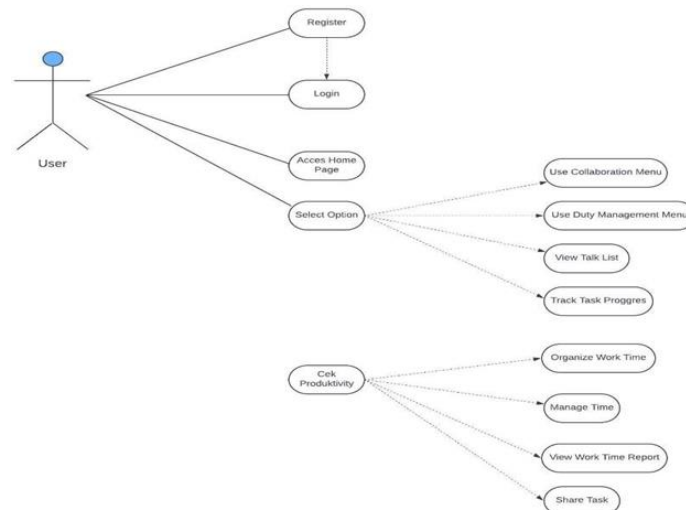 Register
Login
User
Acces Home
Page
Select Option
Use Collaboration Menu
Use Duty Management Menu
View Talk List
Track Task Proggres
Cek
Produktivity
Organize Work Time
Manage Time
View Work Time Report
Share Task